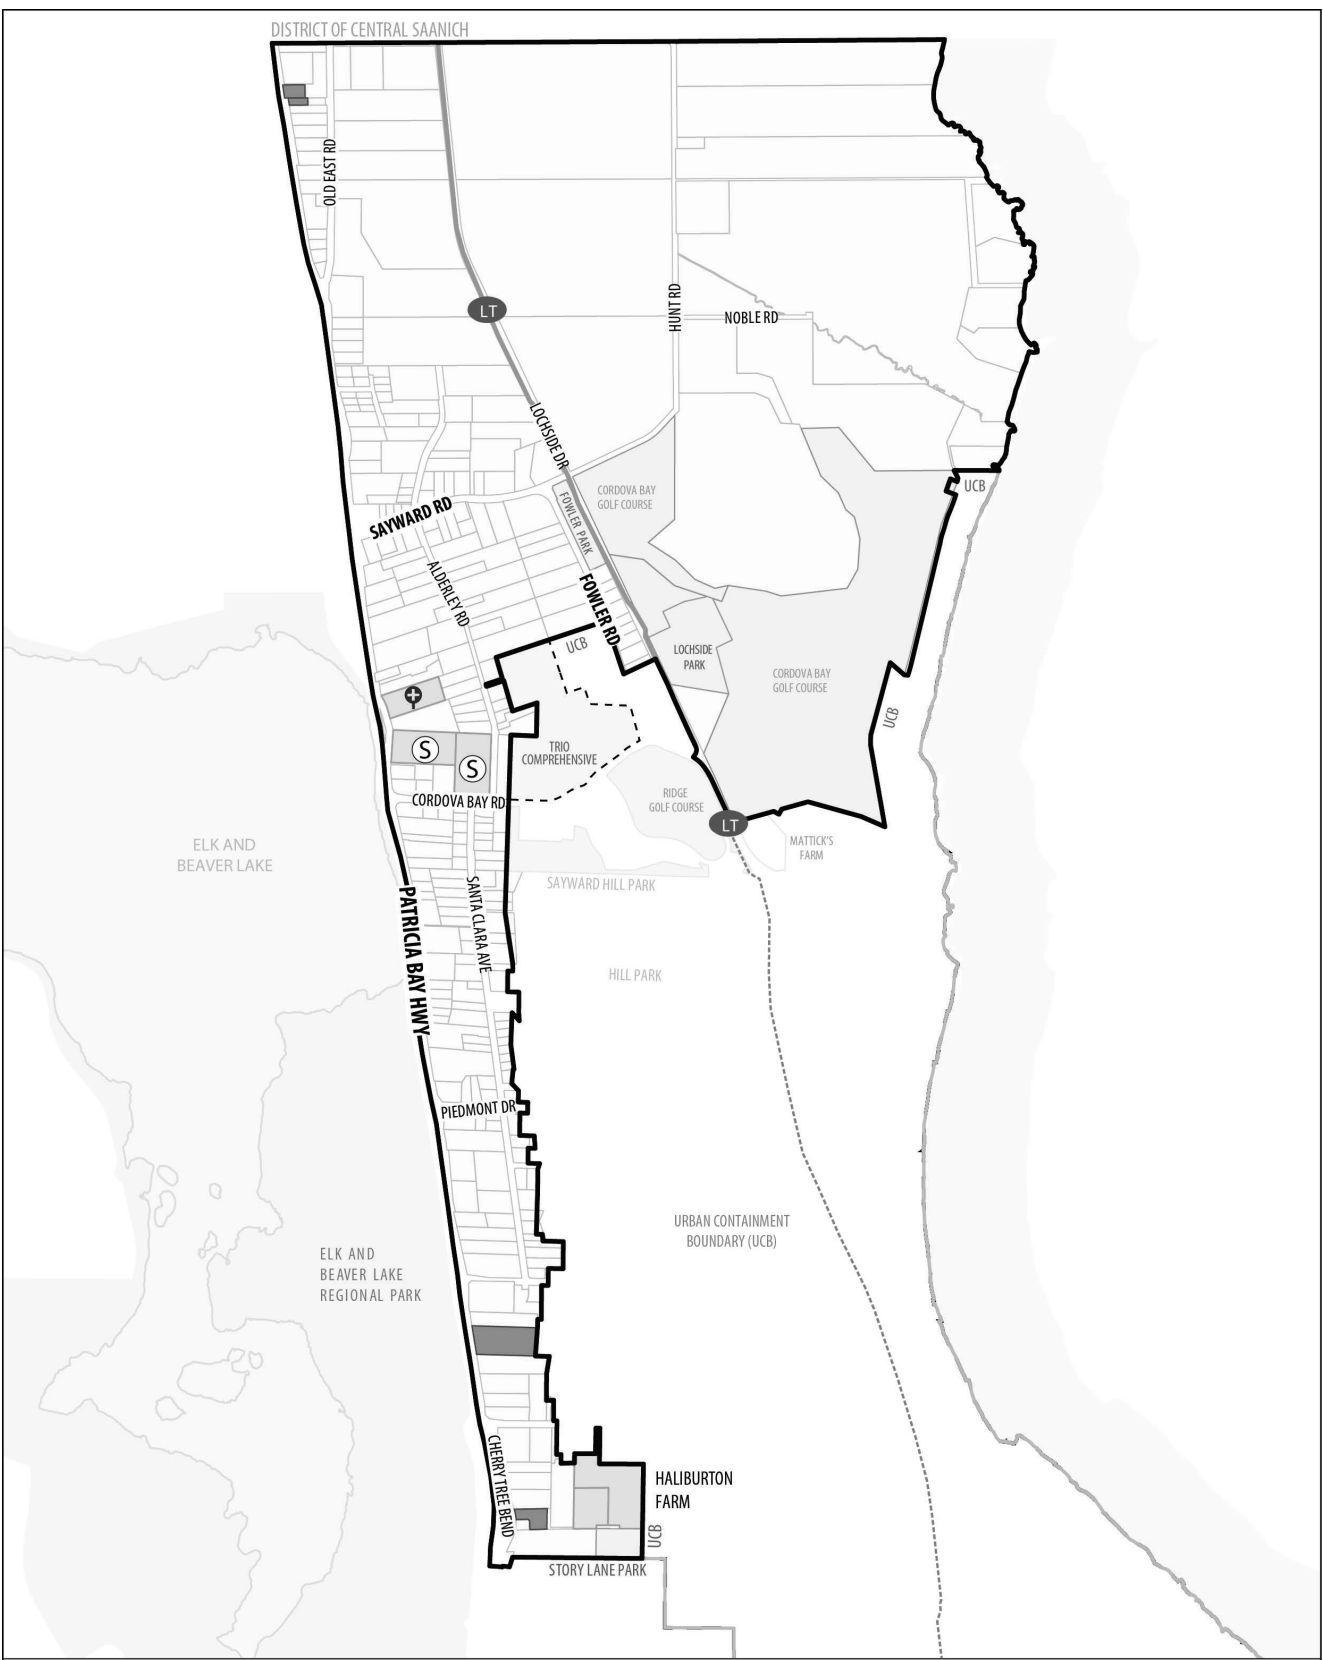 DISTRICT OF CENTRAL SAANICH
OLD EAST RD
LT
HUNT RD
NOBLE RD
LOCHSIDE DR
SAYWARD RD
FOWLER PARK
CORDOVA BAY
GOLF COURSE
UCB
ALDERLEY RD
FOWLER RD
UCB
LOCHSIDE
PARK
CORDOVA BAY
GOLF COURSE
UCB
S
S
TRIO
COMPREHENSIVE
CORDOVA BAY RD
RIDGE
GOLF COURSE
LT
MATTICK'S
FARM
ELK AND
BEAVER LAKE
SAYWARD HILL PARK
PATRICIA BAY HWY
SANTA CLARA AVE
HILL PARK
PIEDMONT DR
URBAN CONTAINMENT
BOUNDARY (UCB)
ELK AND
BEAVER LAKE
REGIONAL PARK
CHERRY TREE BEND
HALIBURTON
FARM
UCB
STORY LANE PARK